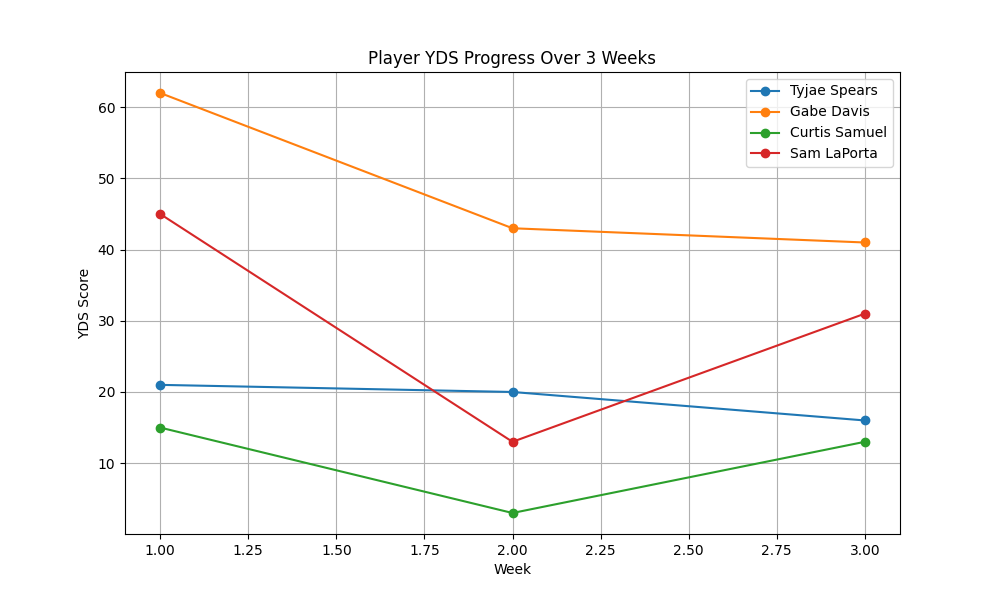 Player YDS Progress Over 3 Weeks
Tyjae Spears
Gabe Davis
Curtis Samuel
Sam LaPorta
YDS Score
60
50
40
30
20
10
1.00 1.25 1.50 1.75 2.00 2.25 2.50 2.75 3.00
Week